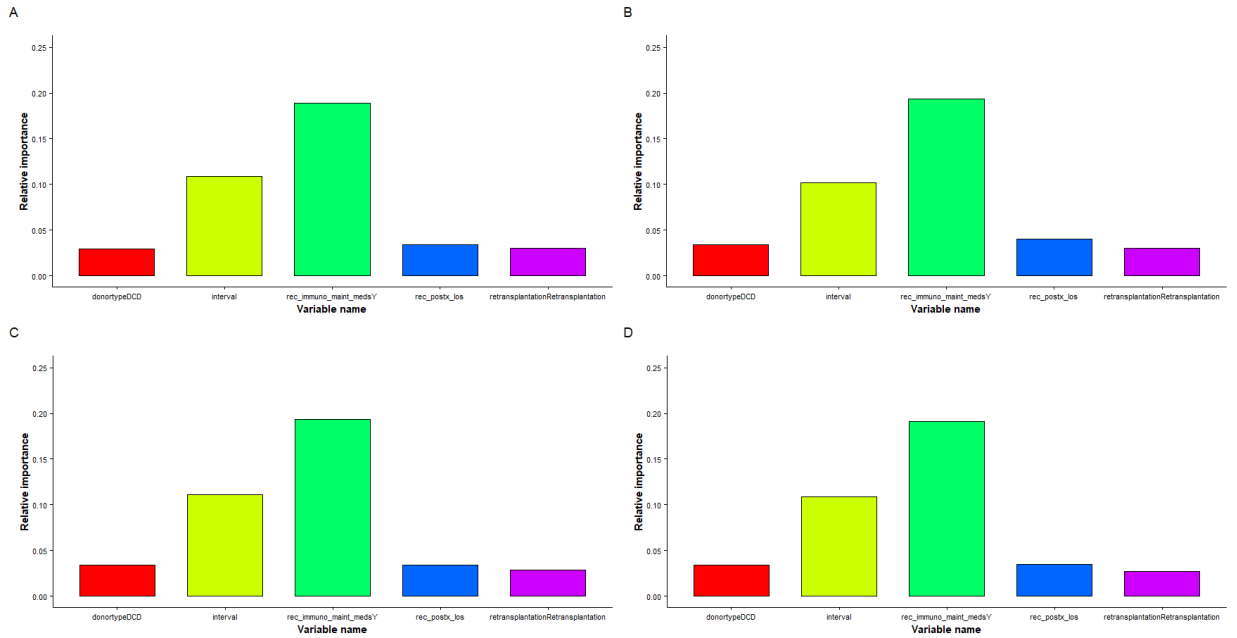 A
Relative importance
0.25
0.20
0.15
0.10
0.05
0.00
donortypeDCD interval rec_immuno_maint_medsY rec_postx_los retransplantationRetransplantation
Variable name
B
Relative importance
0.25
0.20
0.15
0.10
0.05
0.00
donortypeDCD interval rec_immuno_maint_medsY rec_postx_los retransplantationRetransplantation
Variable name
C
Relative importance
0.25
0.20
0.15
0.10
0.05
0.00
donortypeDCD interval rec_immuno_maint_medsY rec_postx_los retransplantationRetransplantation
Variable name
D
Relative importance
0.25
0.20
0.15
0.10
0.05
0.00
donortypeDCD interval rec_immuno_maint_medsY rec_postx_los retransplantationRetransplantation
Variable name